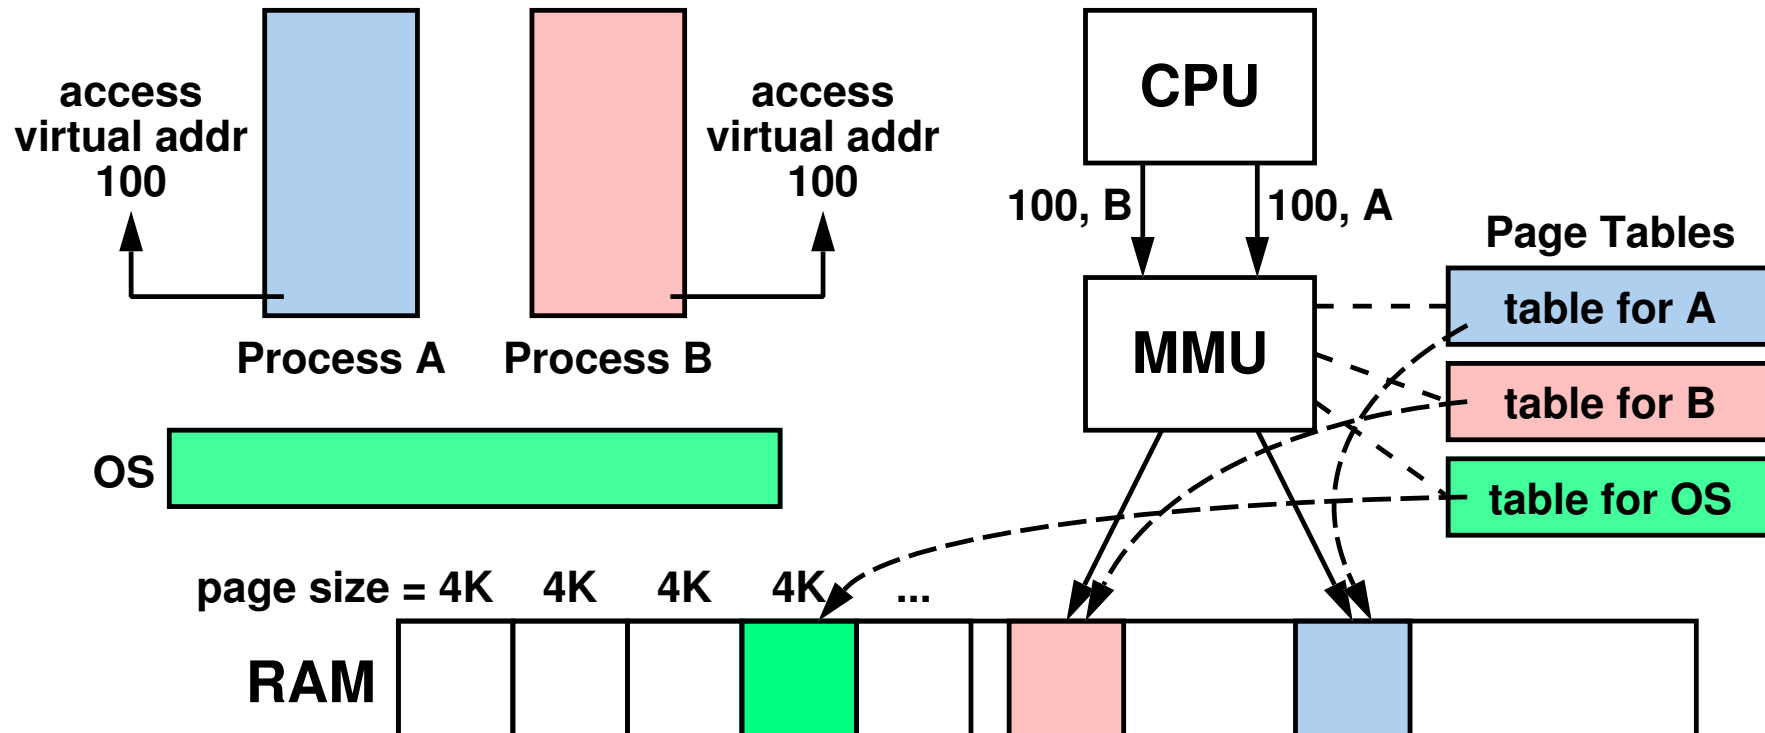 access
virtual addr
100
access
virtual addr
100
Process A
Process B
OS
CPU
100, B
100, A
MMU
Page Tables
table for A
table for B
table for OS
page size = 4K 4K 4K 4K ...
RAM